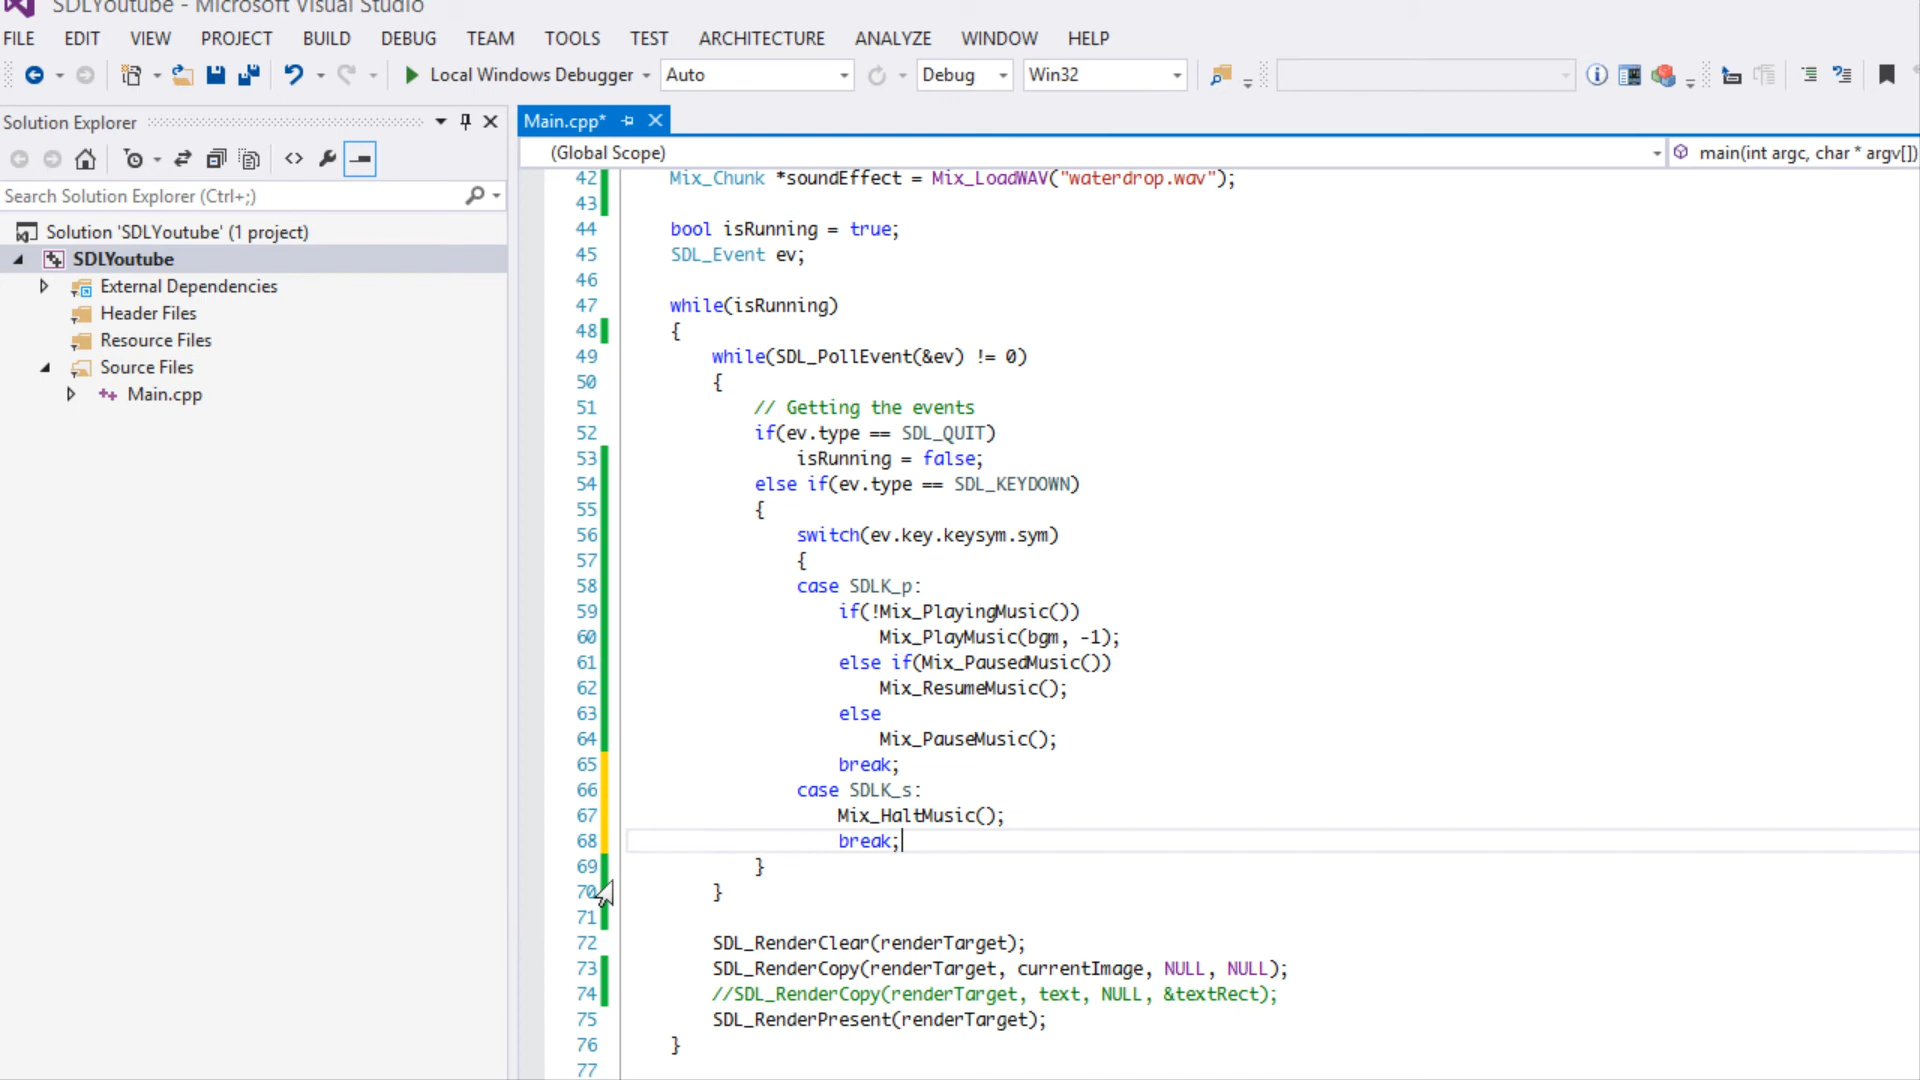 SDLYoutube - Microsoft Visual Studio
FILE EDIT VIEW PROJECT BUILD DEBUG TEAM TOOLS TEST ARCHITECTURE ANALYZE WINDOW HELP
Local Windows Debugger Auto Debug Win32
Solution Explorer
Search Solution Explorer (Ctrl+;)
Solution 'SDLYoutube' (1 project)
SDLYoutube
External Dependencies
Header Files
Resource Files
Source Files
Main.cpp
Main.cpp*
(Global Scope) main(int argc, char * argv[])
42 Mix_Chunk *soundEffect = Mix_LoadWAV("waterdrop.wav");
43
44 bool isRunning = true;
45 SDL_Event ev;
46
47 while(isRunning)
48 {
49 while(SDL_PollEvent(&ev) != 0)
50 {
51 // Getting the events
52 if(ev.type == SDL_QUIT)
53 isRunning = false;
54 else if(ev.type == SDL_KEYDOWN)
55 {
56 switch(ev.key.keysym.sym)
57 {
58 case SDLK_p:
59 if(!Mix_PlayingMusic())
60 Mix_PlayMusic(bgm, -1);
61 else if(Mix_PausedMusic())
62 Mix_ResumeMusic();
63 else
64 Mix_PauseMusic();
65 break;
66 case SDLK_s:
67 Mix_HaltMusic();
68 break;
69 }
70 }
71
72 SDL_RenderClear(renderTarget);
73 SDL_RenderCopy(renderTarget, currentImage, NULL, NULL);
74 //SDL_RenderCopy(renderTarget, text, NULL, &textRect);
75 SDL_RenderPresent(renderTarget);
76 }
77